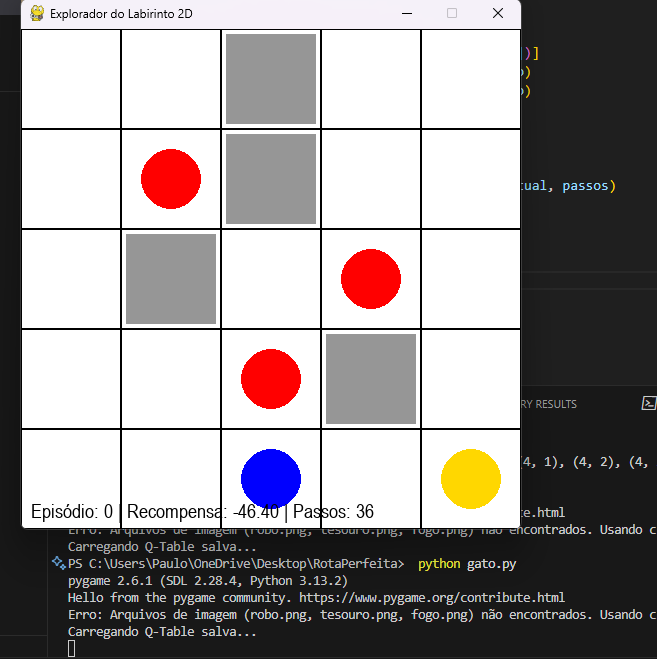 Explorador do Labirinto 2D
)]
)
)
tual, passos)
RY RESULTS
4, 1), (4, 2), (4,
Episódio: 0 | Recompensa: -46.40 | Passos: 36
te.html
Erro: Arquivos de imagem (robo.png, tesouro.png, fogo.png) não encontrados. Usando c
Carregando Q-Table salva...
PS C:\Users\Paulo\OneDrive\Desktop\RotaPerfeita> python gato.py
pygame 2.6.1 (SDL 2.28.4, Python 3.13.2)
Hello from the pygame community. https://www.pygame.org/contribute.html
Erro: Arquivos de imagem (robo.png, tesouro.png, fogo.png) não encontrados. Usando c
Carregando Q-Table salva...